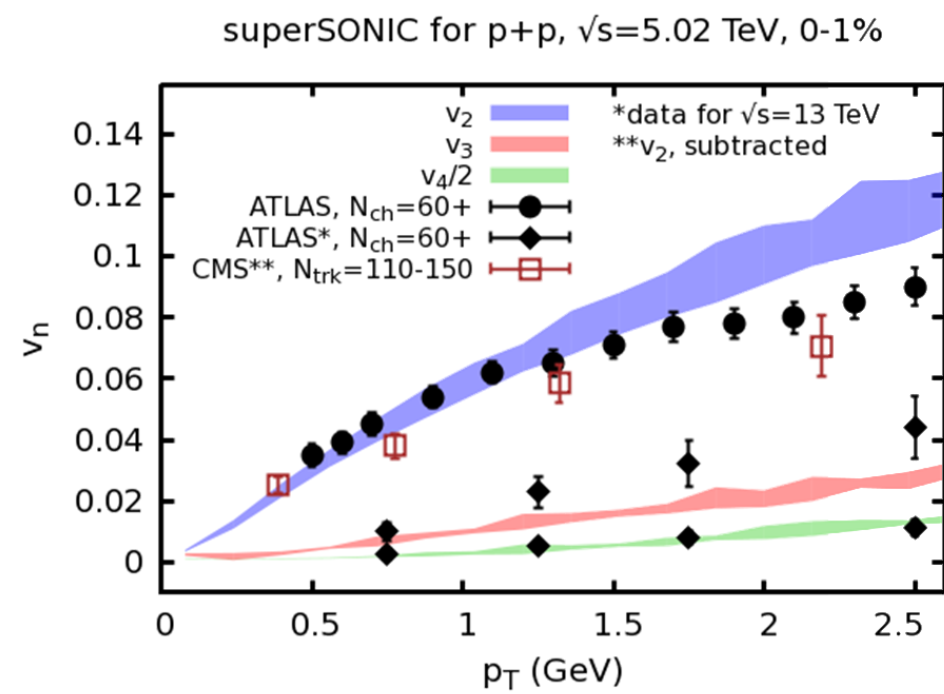 superSONIC for p+p, √s=5.02 TeV, 0-1%
v2
v3
v4/2
ATLAS, Nch=60+
ATLAS*, Nch=60+
CMS**, Ntrk=110-150
*data for √s=13 TeV
**v2, subtracted
vn
0.14
0.12
0.1
0.08
0.06
0.04
0.02
0
0 0.5 1 1.5 2 2.5
pT (GeV)